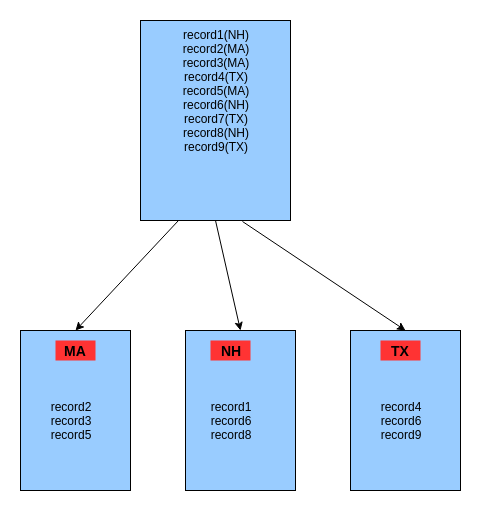 record1(NH)
record2(MA)
record3(MA)
record4(TX)
record5(MA)
record6(NH)
record7(TX)
record8(NH)
record9(TX)
MA
record2
record3
record5
NH
record1
record6
record8
TX
record4
record6
record9